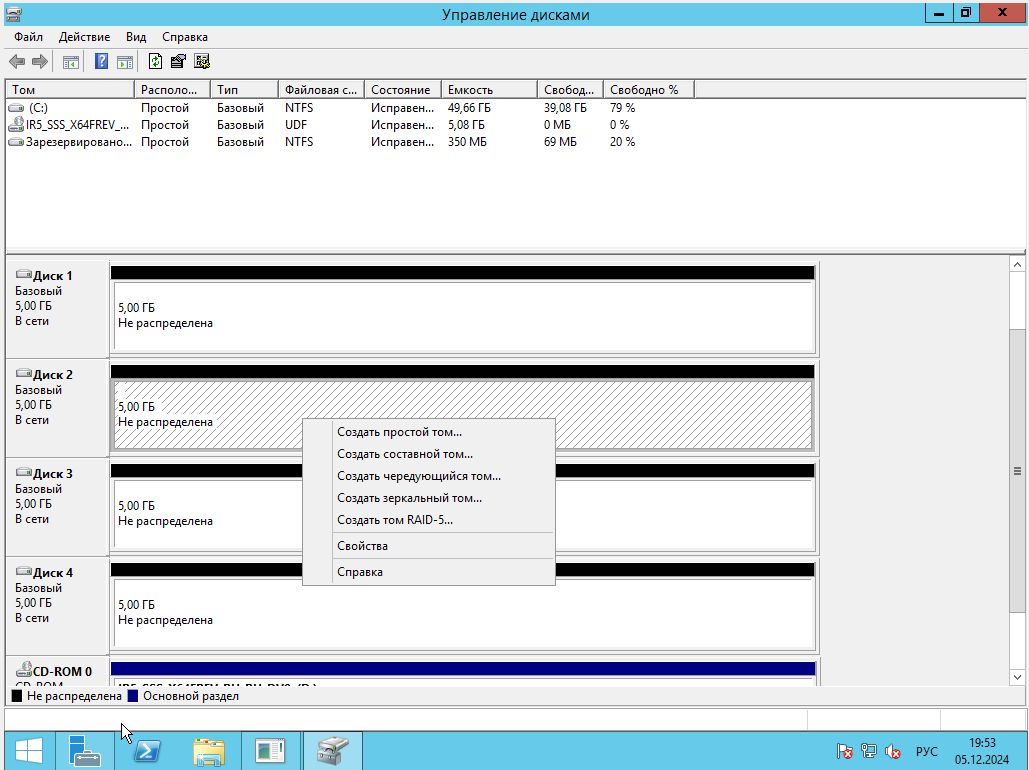 Управление дисками
Файл Действие Вид Справка
Том Располо... Тип Файловая с... Состояние Емкость Свобод... Свободно %
(C:) Простой Базовый NTFS Исправен... 49,66 ГБ 39,08 ГБ 79 %
IR5_SSS_X64FREV_... Простой Базовый UDF Исправен... 5,08 ГБ 0 МБ 0 %
Зарезервировано... Простой Базовый NTFS Исправен... 350 МБ 69 МБ 20 %
Диск 1
Базовый
5,00 ГБ
В сети
5,00 ГБ
Не распределена
Диск 2
Базовый
5,00 ГБ
В сети
5,00 ГБ
Не распределена
Создать простой том...
Создать составной том...
Создать чередующийся том...
Создать зеркальный том...
Создать том RAID-5...
Свойства
Справка
Диск 3
Базовый
5,00 ГБ
В сети
5,00 ГБ
Не распределена
Диск 4
Базовый
5,00 ГБ
В сети
5,00 ГБ
Не распределена
CD-ROM 0
CD-ROM
IR5_SSS_X64FREV_RU-RU_DV9 (D:)
Не распределена Основной раздел
РУС
19:53
05.12.2024